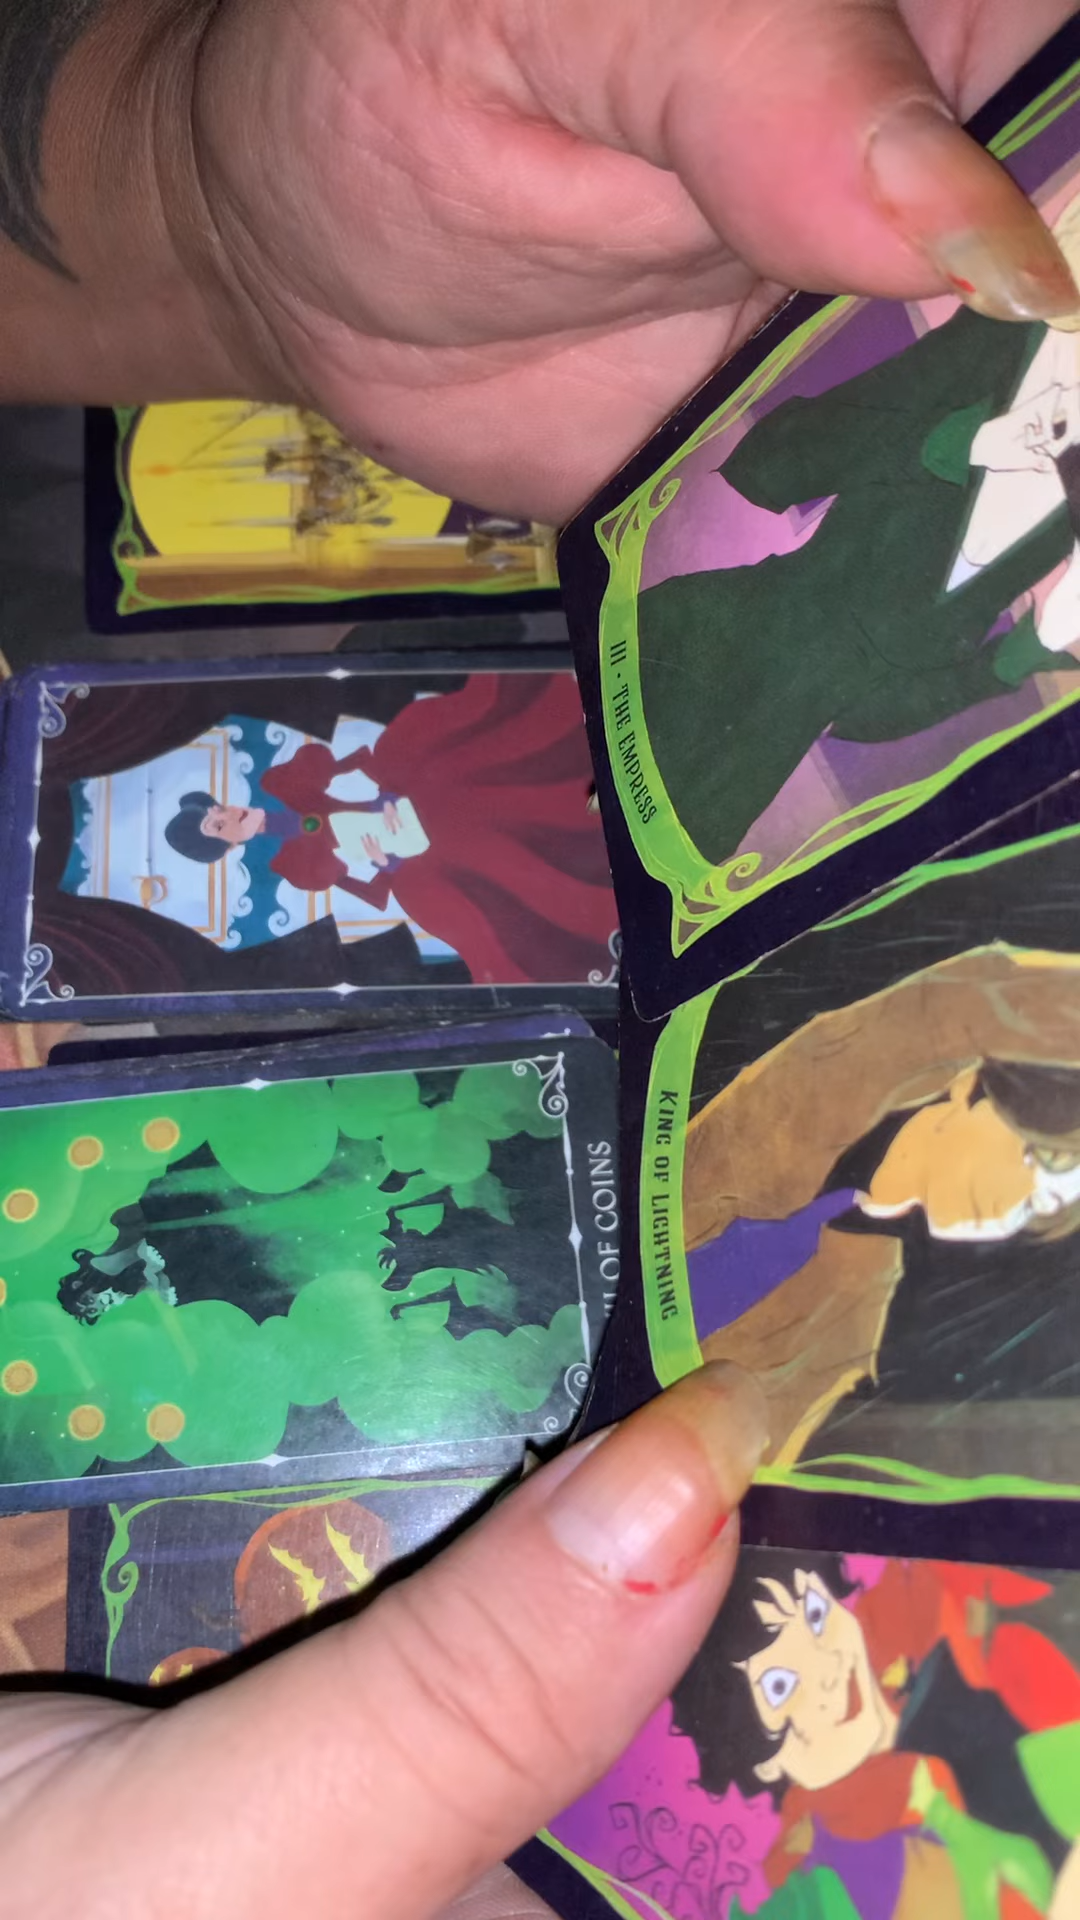 III · THE EMPRESS
KING OF LIGHTNING
OF COINS